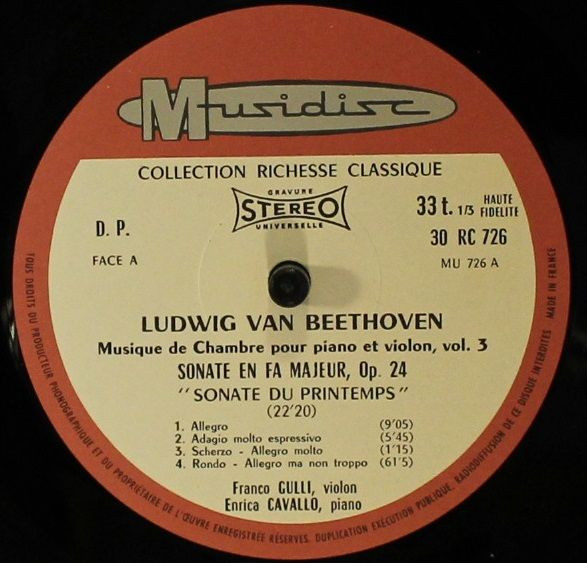 Musidisc
COLLECTION RICHESSE CLASSIQUE
GRAVURE
STEREO
UNIVERSELLE
D. P.
33 t. 1/3 HAUTE FIDELITE
30 RC 726
FACE A
MU 726 A
LUDWIG VAN BEETHOVEN
Musique de Chambre pour piano et violon, vol. 3
SONATE EN FA MAJEUR, Op. 24
"SONATE DU PRINTEMPS"
(22'20)
1. Allegro (9'05)
2. Adagio molto espressivo (5'45)
3. Scherzo - Allegro molto (1'15)
4. Rondo - Allegro ma non troppo (61'5)
Franco GULLI, violon
Enrica CAVALLO, piano
TOUS DROITS DU PRODUCTEUR PHONOGRAPHIQUE ET DU PROPRIÉTAIRE DE L'ŒUVRE ENREGISTRÉE RÉSERVES. DUPLICATION EXÉCUTION PUBLIQUE, RADIODIFFUSION DE CE DISQUE INTERDITES MADE IN FRANCE